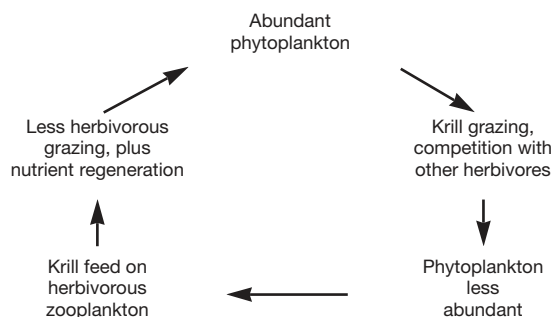 Abundant
phytoplankton
Krill grazing,
competition with
other herbivores
Phytoplankton
less
abundant
Krill feed on
herbivorous
zooplankton
Less herbivorous
grazing, plus
nutrient regeneration